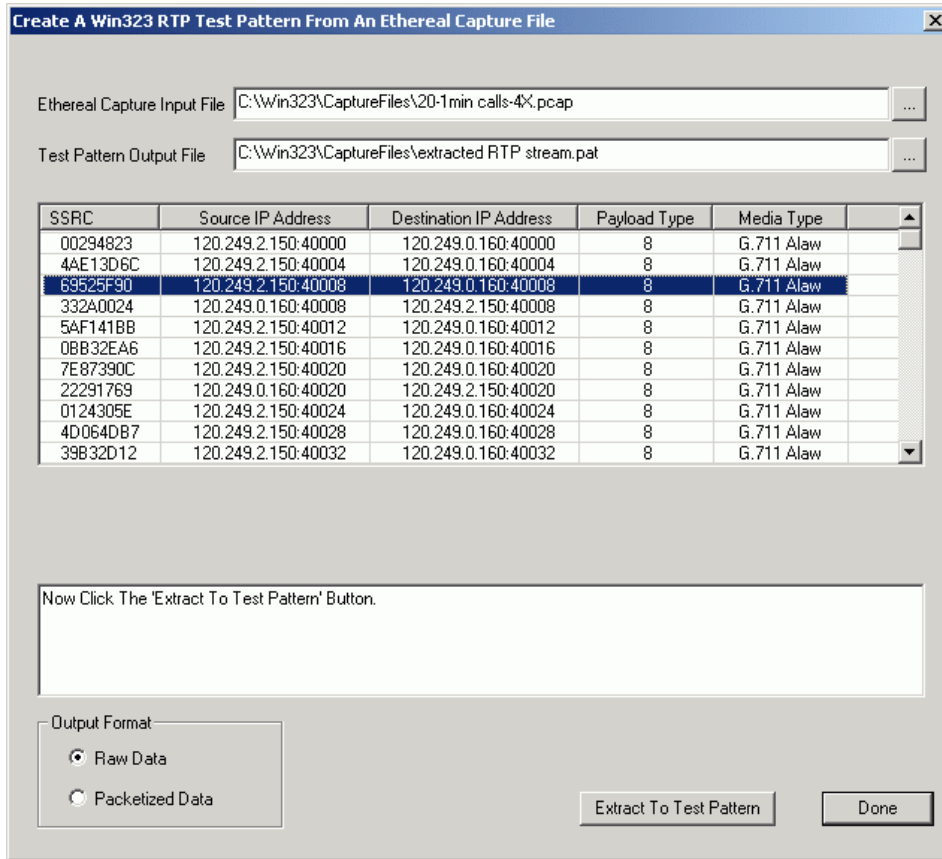 Create A Win323 RTP Test Pattern From An Ethereal Capture File
Ethereal Capture Input File C:\Win323\CaptureFiles\20-1min calls-4X.pcap ...
Test Pattern Output File C:\Win323\CaptureFiles\extracted RTP stream.pat ...
SSRC Source IP Address Destination IP Address Payload Type Media Type
00294823 120.249.2.150:40000 120.249.0.160:40000 8 G.711 Alaw
4AE13D6C 120.249.2.150:40004 120.249.0.160:40004 8 G.711 Alaw
69525F90 120.249.2.150:40008 120.249.0.160:40008 8 G.711 Alaw
332A0024 120.249.0.160:40008 120.249.2.150:40008 8 G.711 Alaw
5AF141BB 120.249.2.150:40012 120.249.0.160:40012 8 G.711 Alaw
0BB32EA6 120.249.2.150:40016 120.249.0.160:40016 8 G.711 Alaw
7E87390C 120.249.2.150:40020 120.249.0.160:40020 8 G.711 Alaw
22291769 120.249.0.160:40020 120.249.2.150:40020 8 G.711 Alaw
0124305E 120.249.2.150:40024 120.249.0.160:40024 8 G.711 Alaw
4D064DB7 120.249.2.150:40028 120.249.0.160:40028 8 G.711 Alaw
39B32D12 120.249.2.150:40032 120.249.0.160:40032 8 G.711 Alaw
Now Click The 'Extract To Test Pattern' Button.
Output Format
Raw Data
Packetized Data
Extract To Test Pattern Done